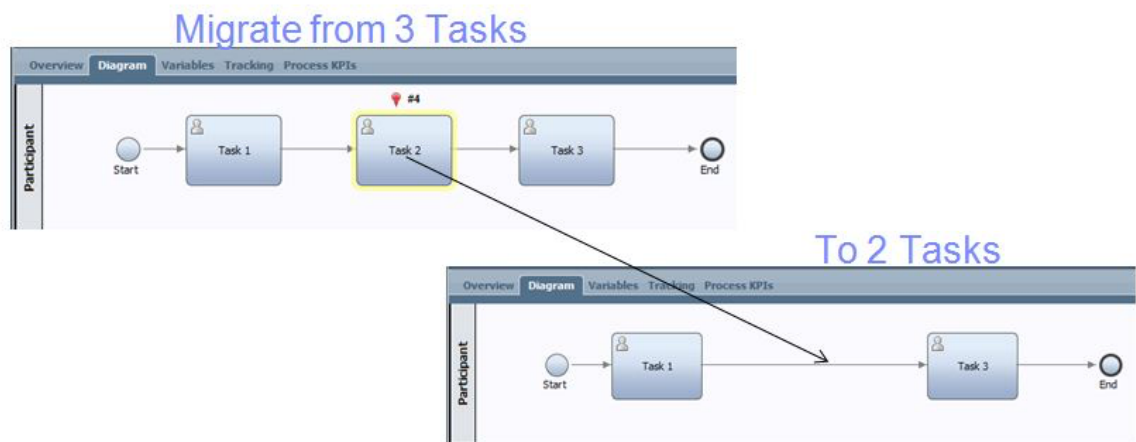 Migrate from 3 Tasks
Overview Diagram Variables Tracking Process KPIs
Participant
#4
Task 1 Task 2 Task 3
Start End
To 2 Tasks
Overview Diagram Variables Tracking Process KPIs
Participant
Task 1 Task 3
Start End